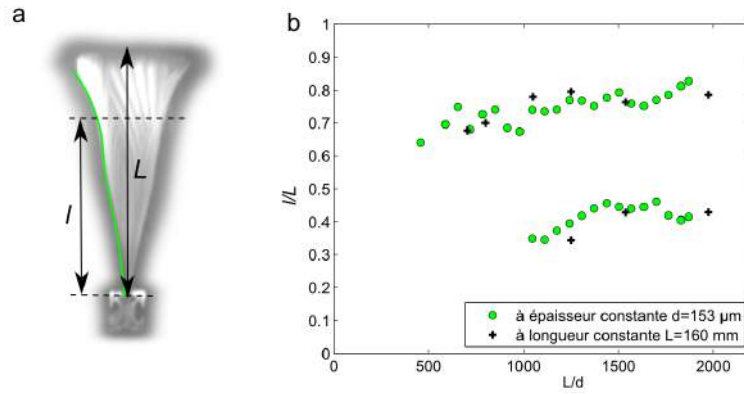 a
L
l
b
l/L
1
0.9
0.8
0.7
0.6
0.5
0.4
0.3
0.2
0.1
0
à épaisseur constante d=153 µm
à longueur constante L=160 mm
0 500 1000 1500 2000
L/d